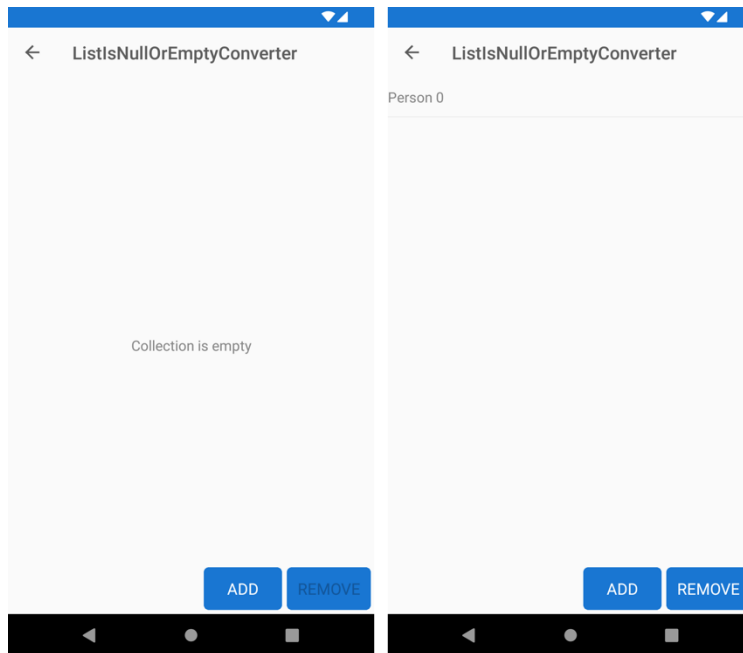 ListIsNullOrEmptyConverter
Collection is empty
ADD REMOVE
ListIsNullOrEmptyConverter
Person 0
ADD REMOVE